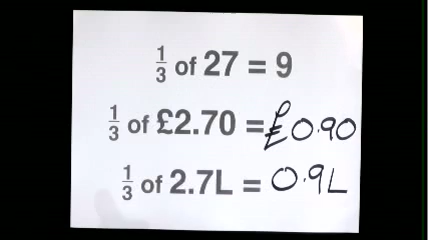 1/3 of 27 = 9
1/3 of £2.70 = £0.90
1/3 of 2.7L = 0.9L